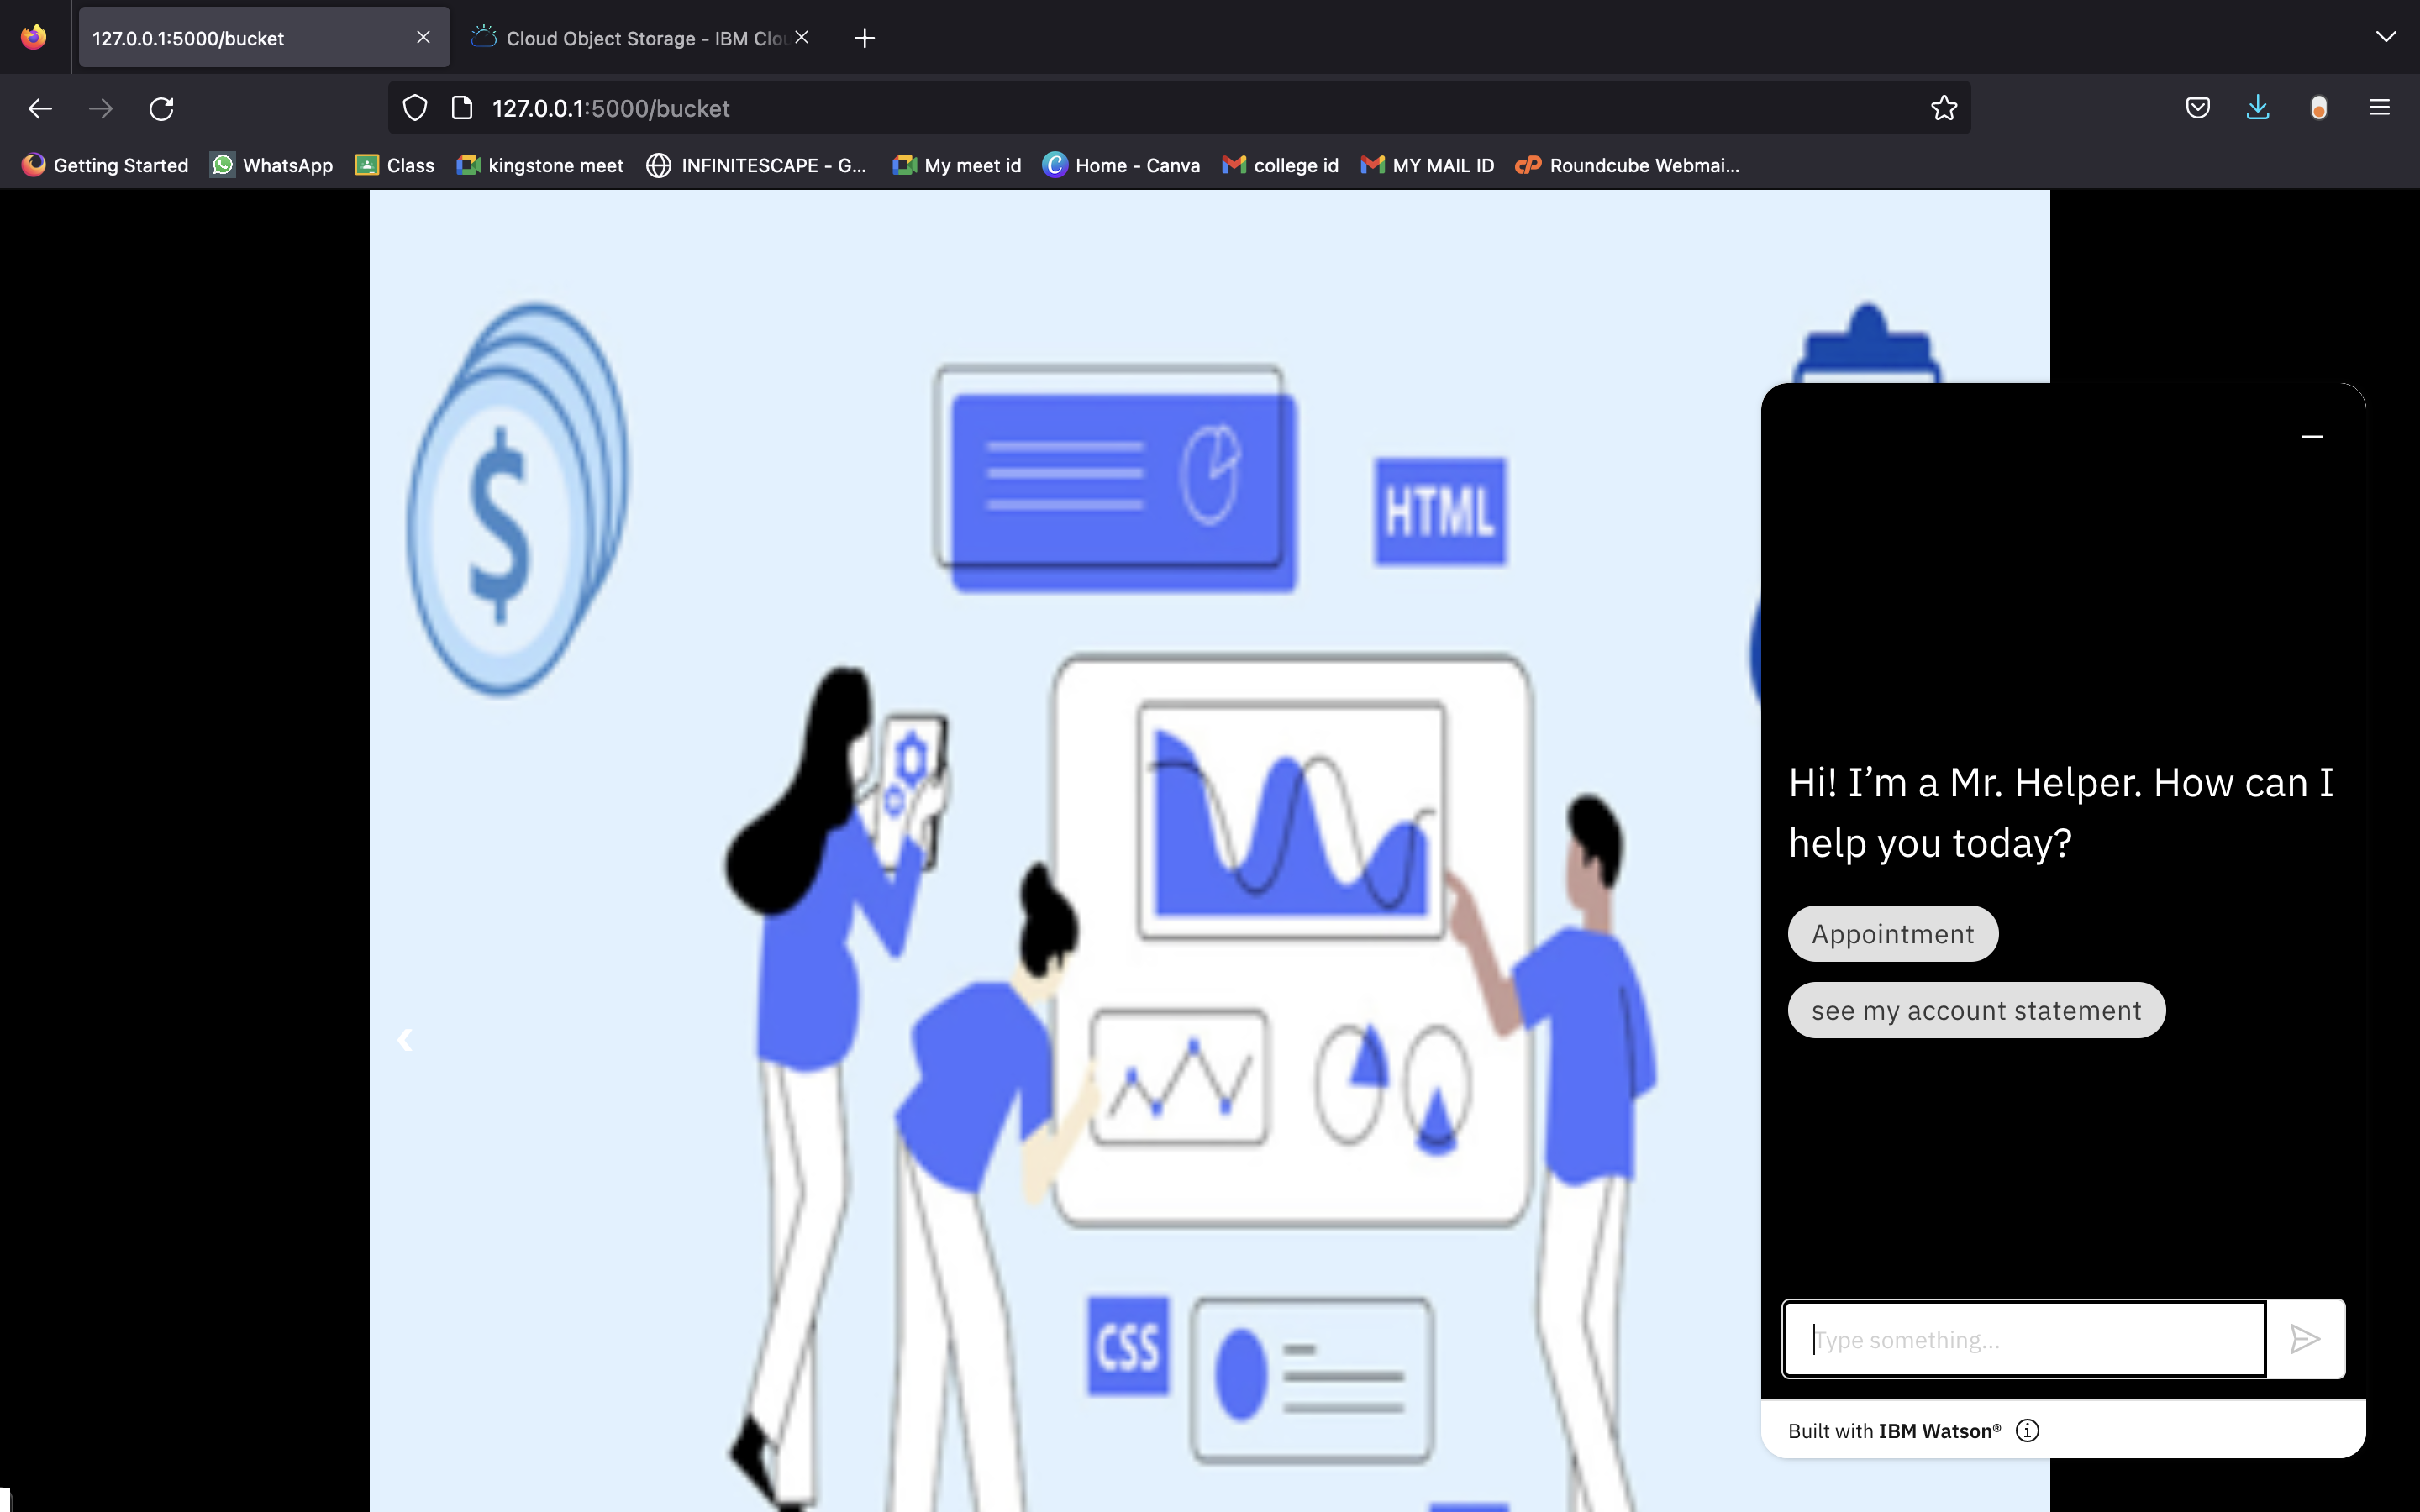 127.0.0.1:5000/bucket
Cloud Object Storage - IBM Clou
127.0.0.1:5000/bucket
Getting Started
WhatsApp
Class
kingstone meet
INFINITESCAPE - G...
My meet id
Home - Canva
college id
MY MAIL ID
Roundcube Webmai...
$
HTML
CSS
Hi! I’m a Mr. Helper. How can I
help you today?
Appointment
see my account statement
Type something...
Built with IBM Watson®